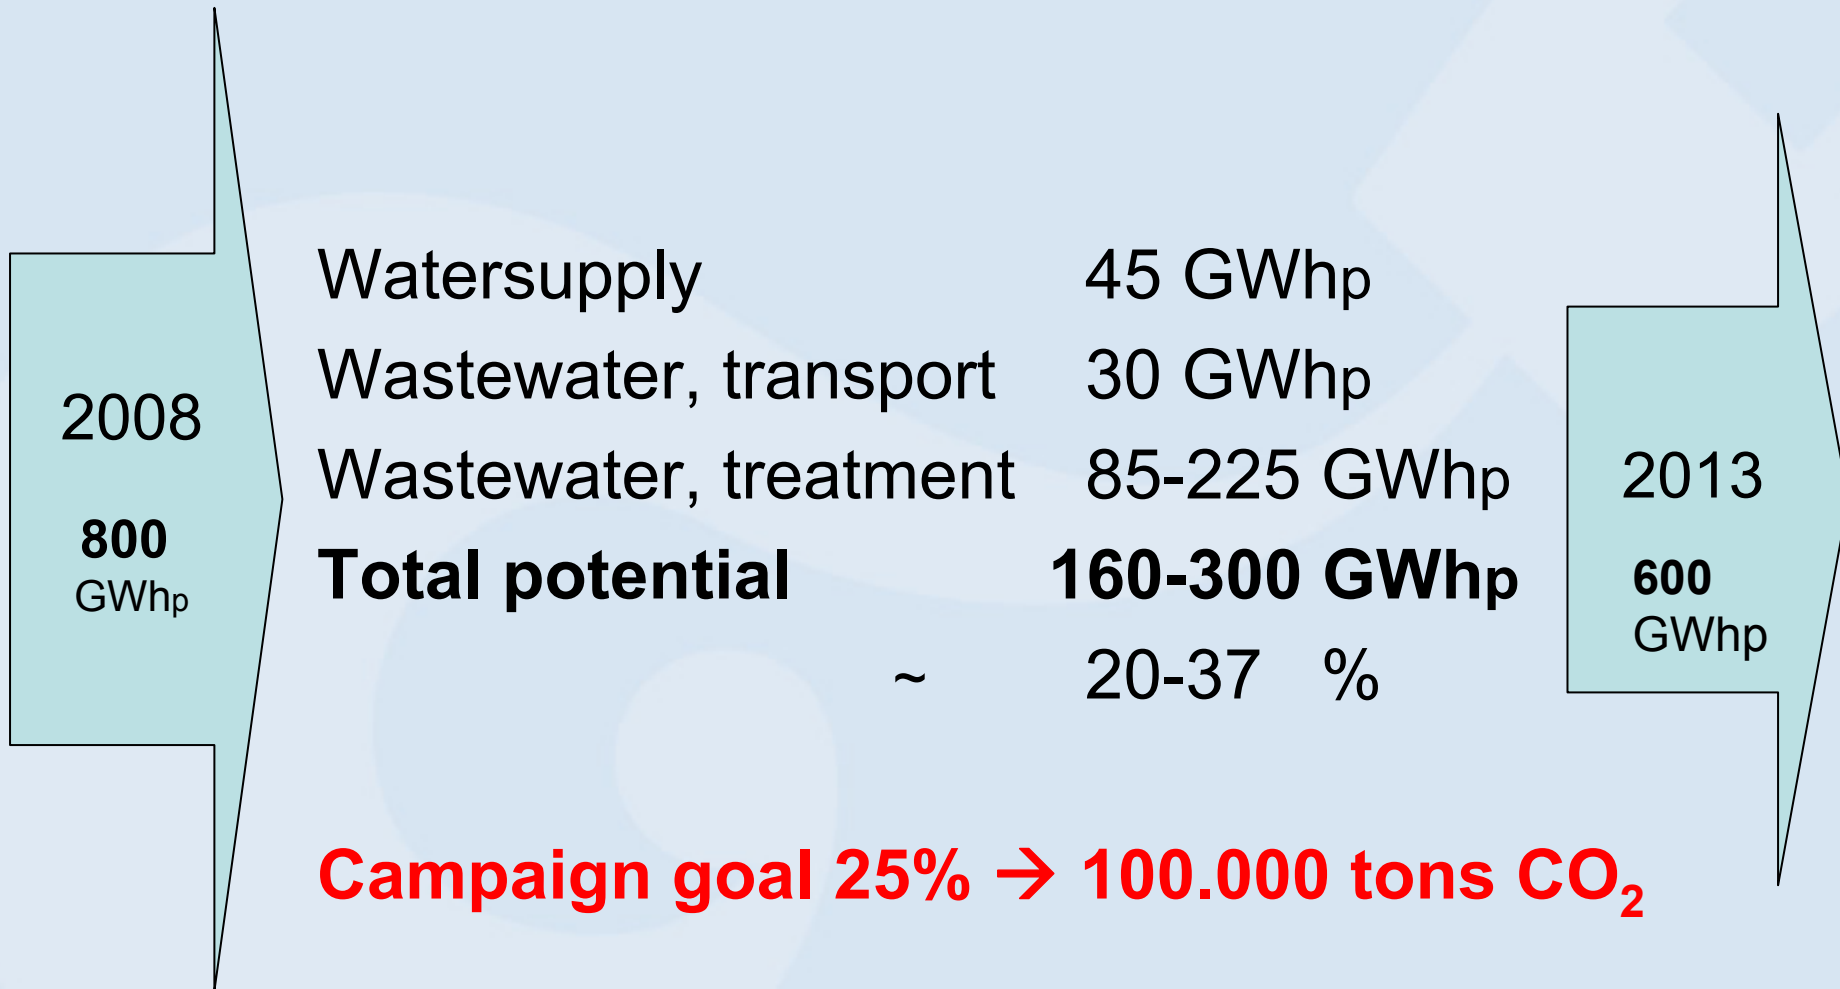 2008
800
GWhp
Watersupply 45 GWhp
Wastewater, transport 30 GWhp
Wastewater, treatment 85-225 GWhp
Total potential 160-300 GWhp
~ 20-37 %
Campaign goal 25% → 100.000 tons CO₂
2013
600
GWhp